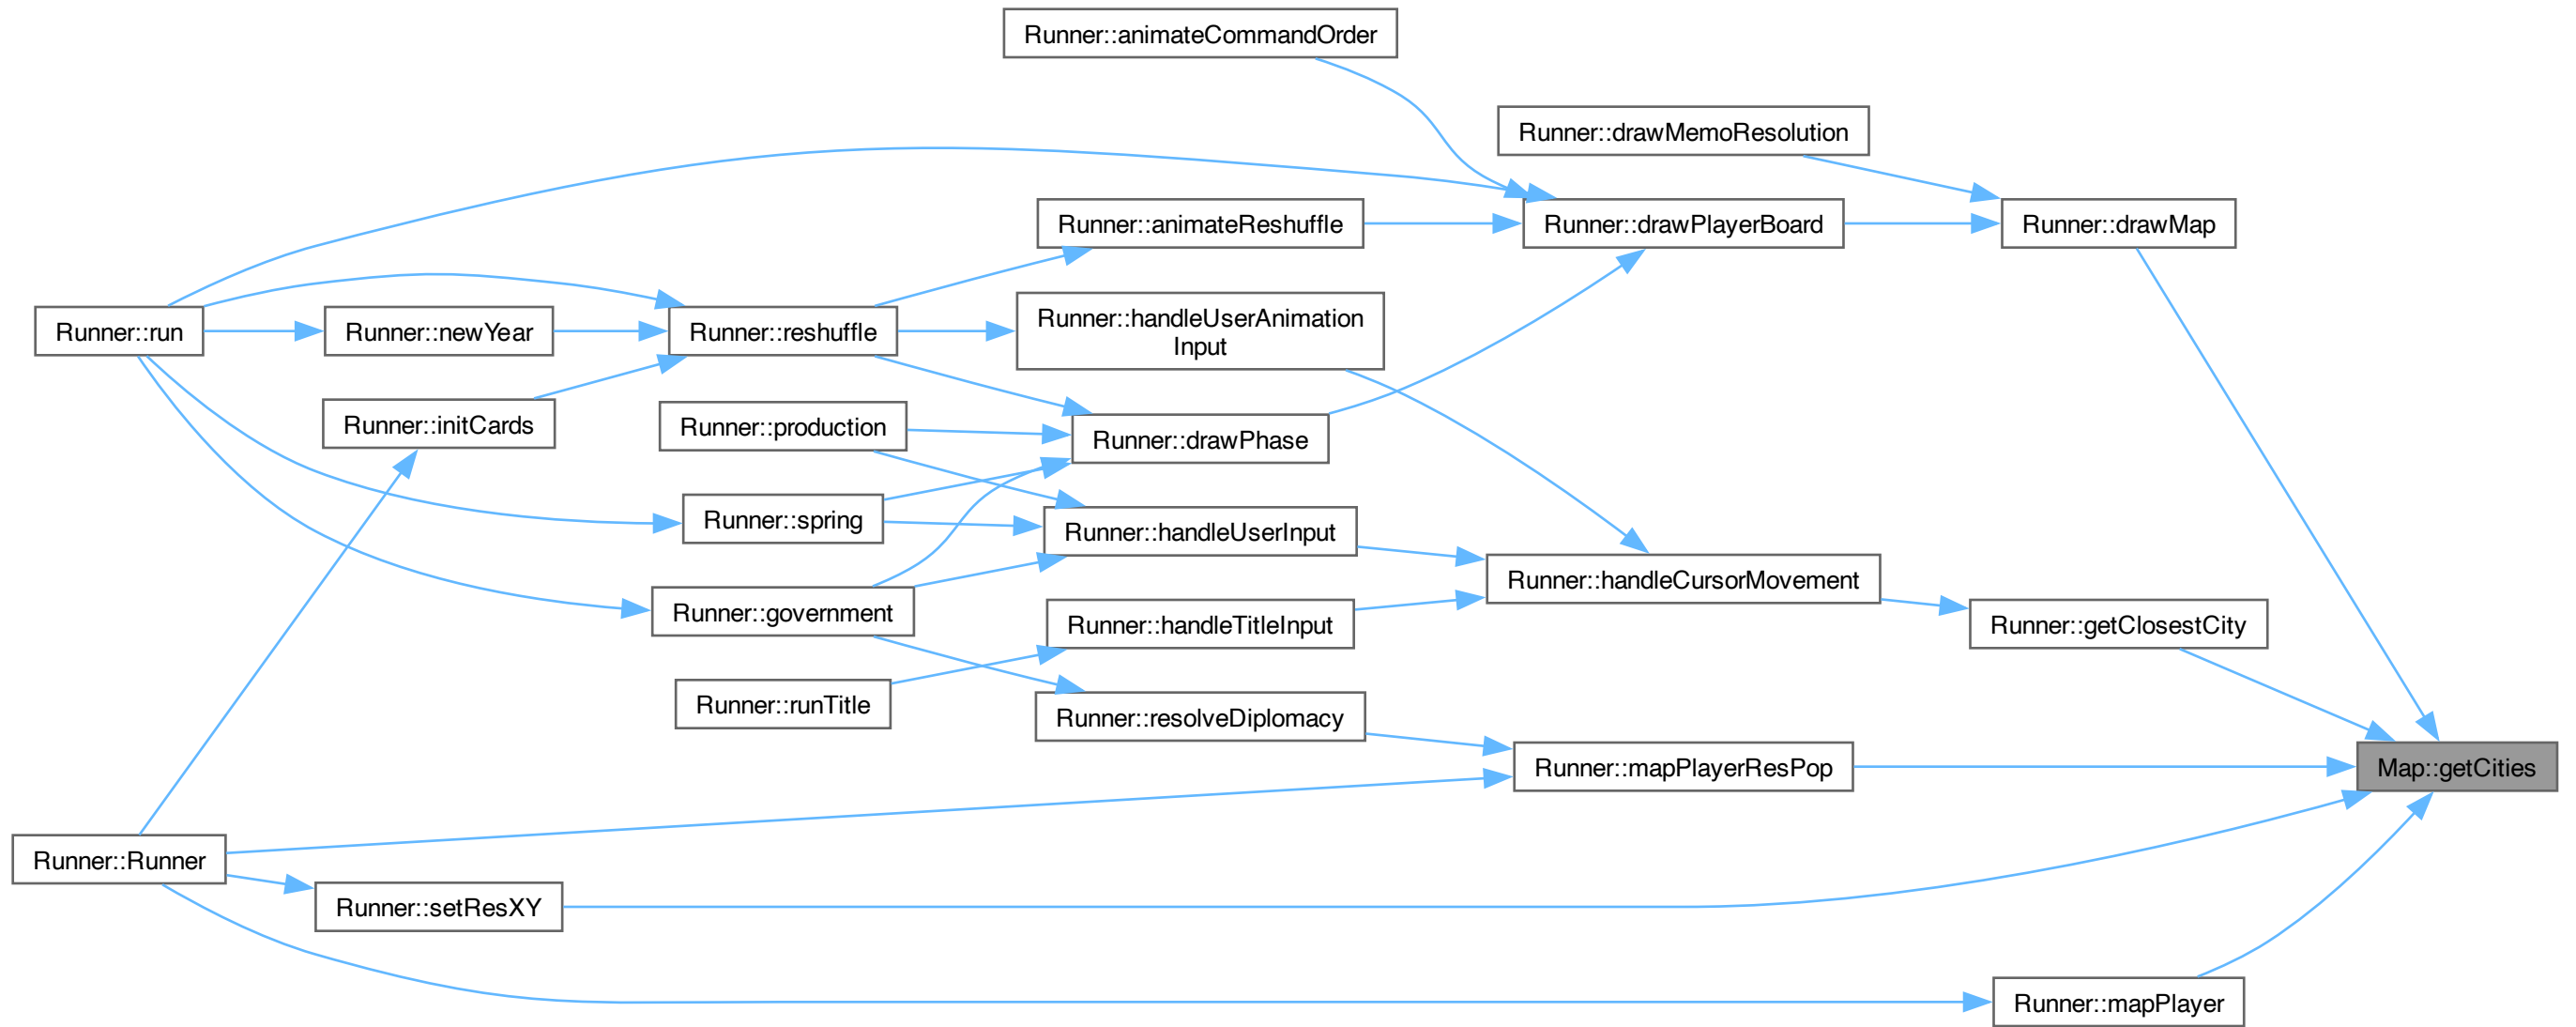 Runner::animateCommandOrder
Runner::drawMemoResolution
Runner::animateReshuffle
Runner::drawPlayerBoard
Runner::drawMap
Runner::run
Runner::newYear
Runner::reshuffle
Runner::handleUserAnimation
Input
Runner::initCards
Runner::production
Runner::drawPhase
Runner::spring
Runner::handleUserInput
Runner::handleCursorMovement
Runner::government
Runner::handleTitleInput
Runner::getClosestCity
Runner::runTitle
Runner::resolveDiplomacy
Runner::mapPlayerResPop
Map::getCities
Runner::Runner
Runner::setResXY
Runner::mapPlayer